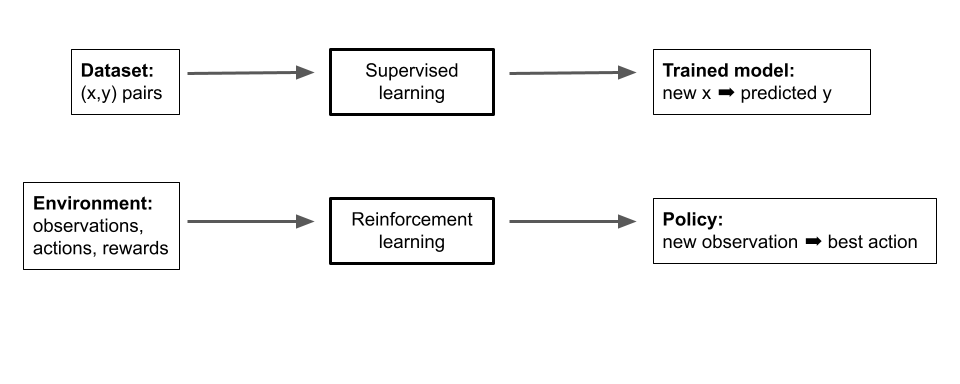 Dataset:
(x,y) pairs
Supervised
learning
Trained model:
new x ➡ predicted y
Environment:
observations,
actions, rewards
Reinforcement
learning
Policy:
new observation ➡ best action